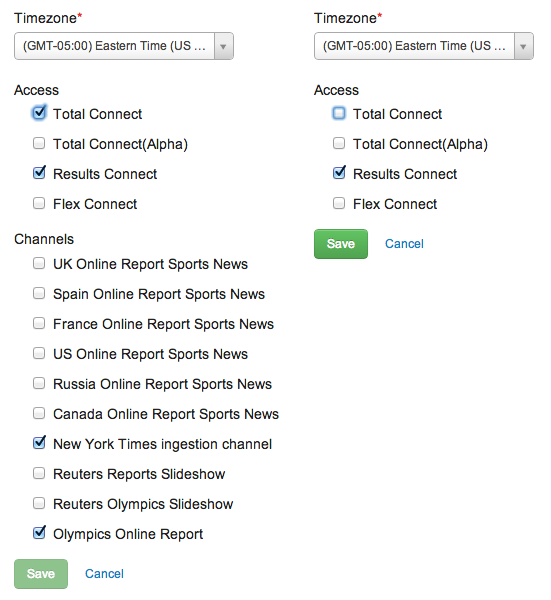 Timezone*
(GMT-05:00) Eastern Time (US ...
Access
Total Connect
Total Connect(Alpha)
Results Connect
Flex Connect
Channels
UK Online Report Sports News
Spain Online Report Sports News
France Online Report Sports News
US Online Report Sports News
Russia Online Report Sports News
Canada Online Report Sports News
New York Times ingestion channel
Reuters Reports Slideshow
Reuters Olympics Slideshow
Olympics Online Report
Save
Cancel
Timezone*
(GMT-05:00) Eastern Time (US ...
Access
Total Connect
Total Connect(Alpha)
Results Connect
Flex Connect
Save
Cancel